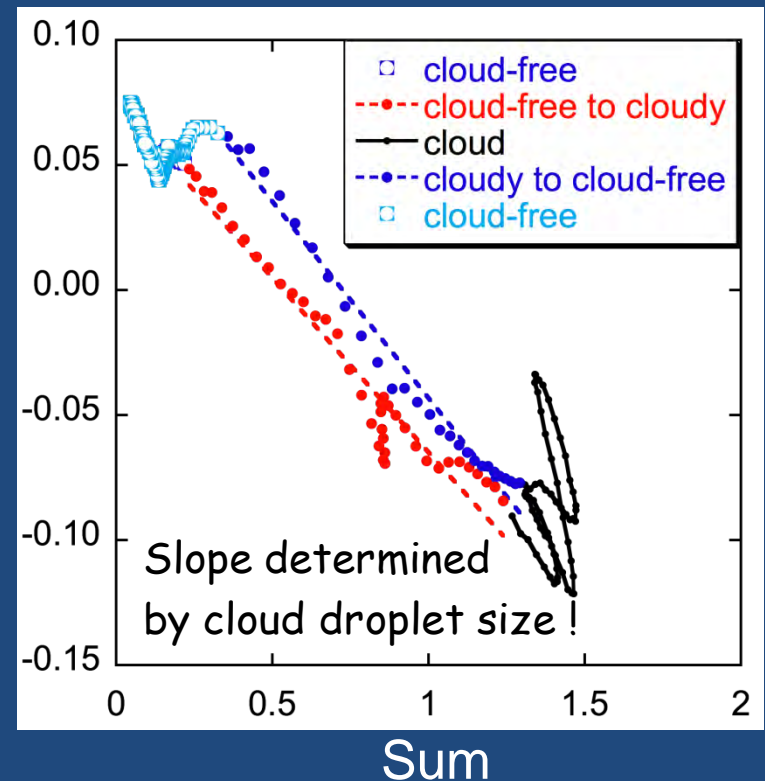 0.10
0.05
0.00
-0.05
-0.10
-0.15
cloud-free
cloud-free to cloudy
cloud
cloudy to cloud-free
cloud-free
Slope determined
by cloud droplet size !
0 0.5 1 1.5 2
Sum